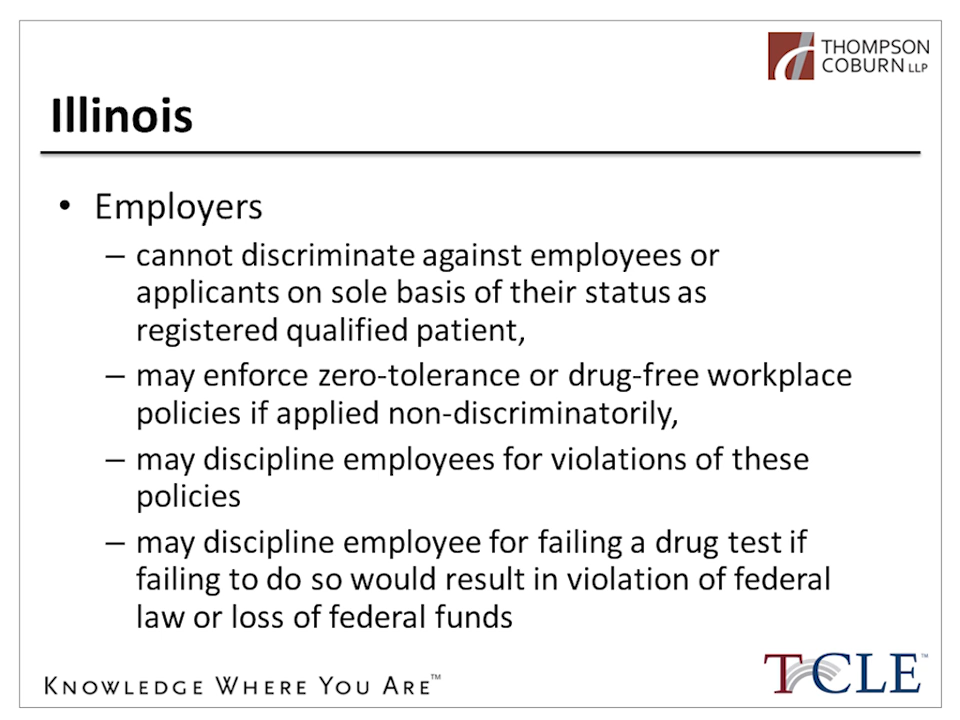 THOMPSON
COBURN LLP
Illinois
• Employers
– cannot discriminate against employees or
applicants on sole basis of their status as
registered qualified patient,
– may enforce zero-tolerance or drug-free workplace
policies if applied non-discriminatorily,
– may discipline employees for violations of these
policies
– may discipline employee for failing a drug test if
failing to do so would result in violation of federal
law or loss of federal funds
KNOWLEDGE WHERE YOU ARE™
TCLE™